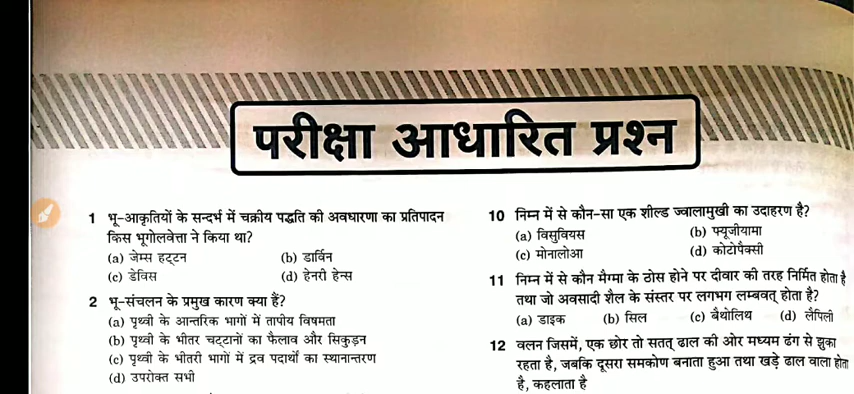 परीक्षा आधारित प्रश्न
1 भू-आकृतियों के सन्दर्भ में चक्रीय पद्धति की अवधारणा का प्रतिपादन
किस भूगोलवेत्ता ने किया था?
(a) जेम्स हट्टन (b) डार्विन
(c) डेविस (d) हेनरी हेन्स
2 भू-संचलन के प्रमुख कारण क्या हैं?
(a) पृथ्वी के आन्तरिक भागों में तापीय विषमता
(b) पृथ्वी के भीतर चट्टानों का फैलाव और सिकुड़न
(c) पृथ्वी के भीतरी भागों में द्रव पदार्थों का स्थानान्तरण
(d) उपरोक्त सभी
10 निम्न में से कौन-सा एक शील्ड ज्वालामुखी का उदाहरण है?
(a) विसुवियस (b) फ्यूजीयामा
(c) मोनालोआ (d) कोटोपैक्सी
11 निम्न में से कौन मैग्मा के ठोस होने पर दीवार की तरह निर्मित होता है
तथा जो अवसादी शैल के संस्तर पर लगभग लम्बवत् होता है?
(a) डाइक (b) सिल (c) बैथोलिथ (d) लैपिली
12 वलन जिसमें, एक छोर तो सतत् ढाल की ओर मध्यम ढंग से झुका
रहता है, जबकि दूसरा समकोण बनाता हुआ तथा खड़े ढाल वाला होता
है, कहलाता है